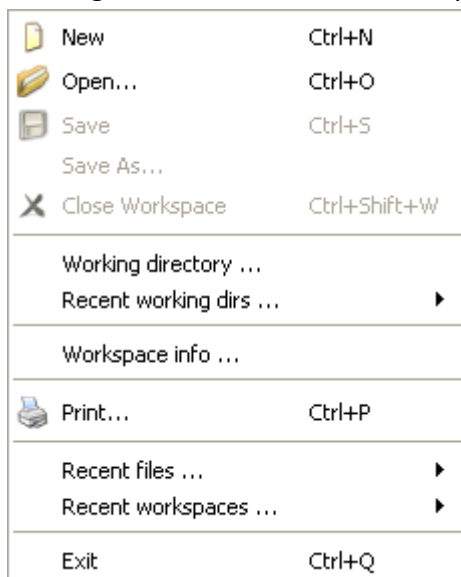 New Ctrl+N
Open... Ctrl+O
Save Ctrl+S
Save As...
Close Workspace Ctrl+Shift+W
Working directory ...
Recent working dirs ...
Workspace info ...
Print... Ctrl+P
Recent files ...
Recent workspaces ...
Exit Ctrl+Q